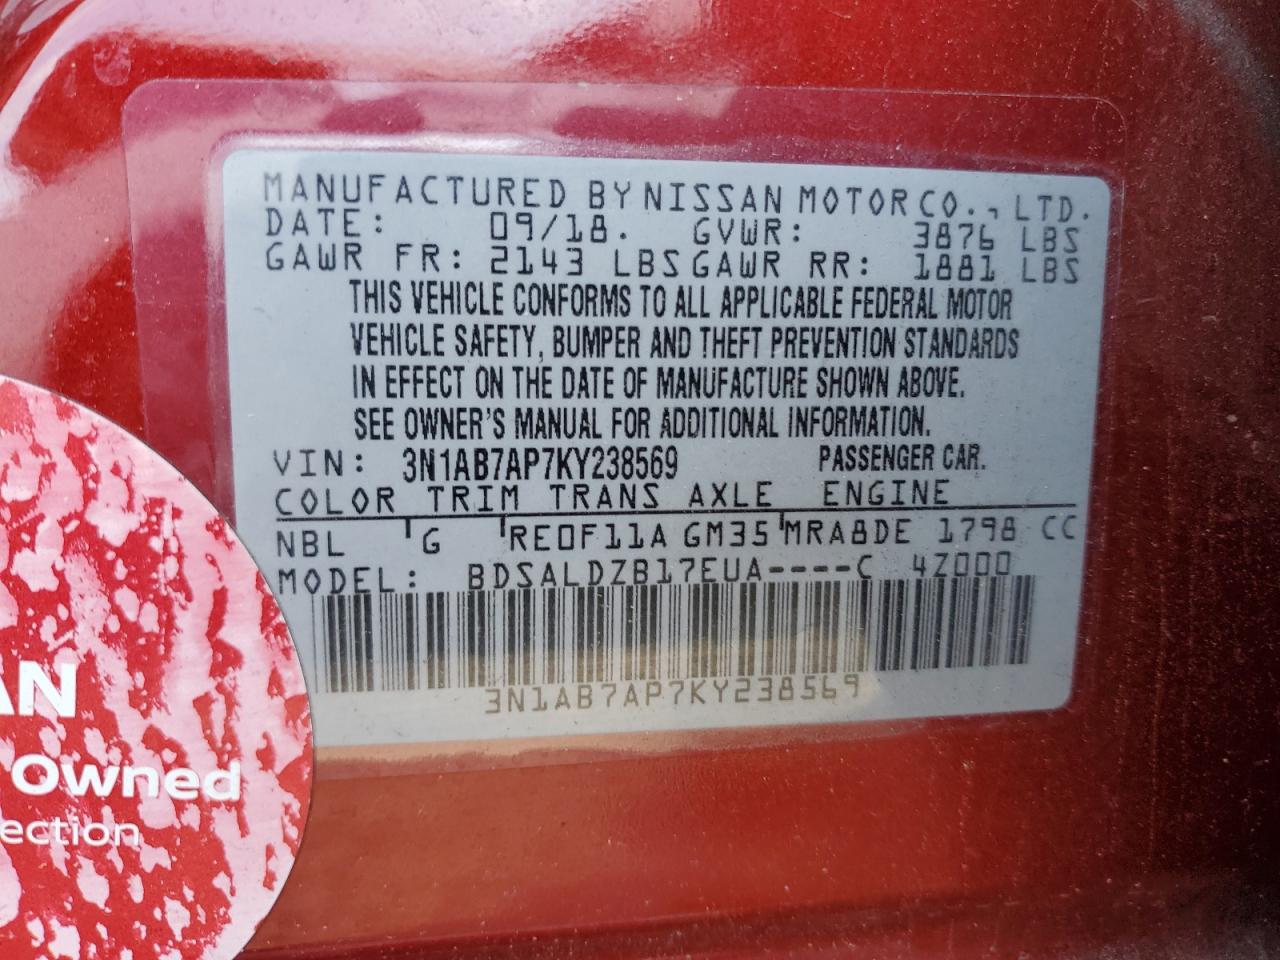 MANUFACTURED BY NISSAN MOTOR CO., LTD.
DATE: 09/18. GVWR: 3876 LBS
GAWR FR: 2143 LBS GAWR RR: 1881 LBS
THIS VEHICLE CONFORMS TO ALL APPLICABLE FEDERAL MOTOR
VEHICLE SAFETY, BUMPER AND THEFT PREVENTION STANDARDS
IN EFFECT ON THE DATE OF MANUFACTURE SHOWN ABOVE.
SEE OWNER'S MANUAL FOR ADDITIONAL INFORMATION.
VIN: 3N1AB7AP7KY238569 PASSENGER CAR.
COLOR TRIM TRANS AXLE ENGINE
NBL G RE0F11A GM35 MRA8DE 1798 CC
MODEL: BDSALDZB17EUA----C 4Z000
3N1AB7AP7KY238569
AN
Owned
ection